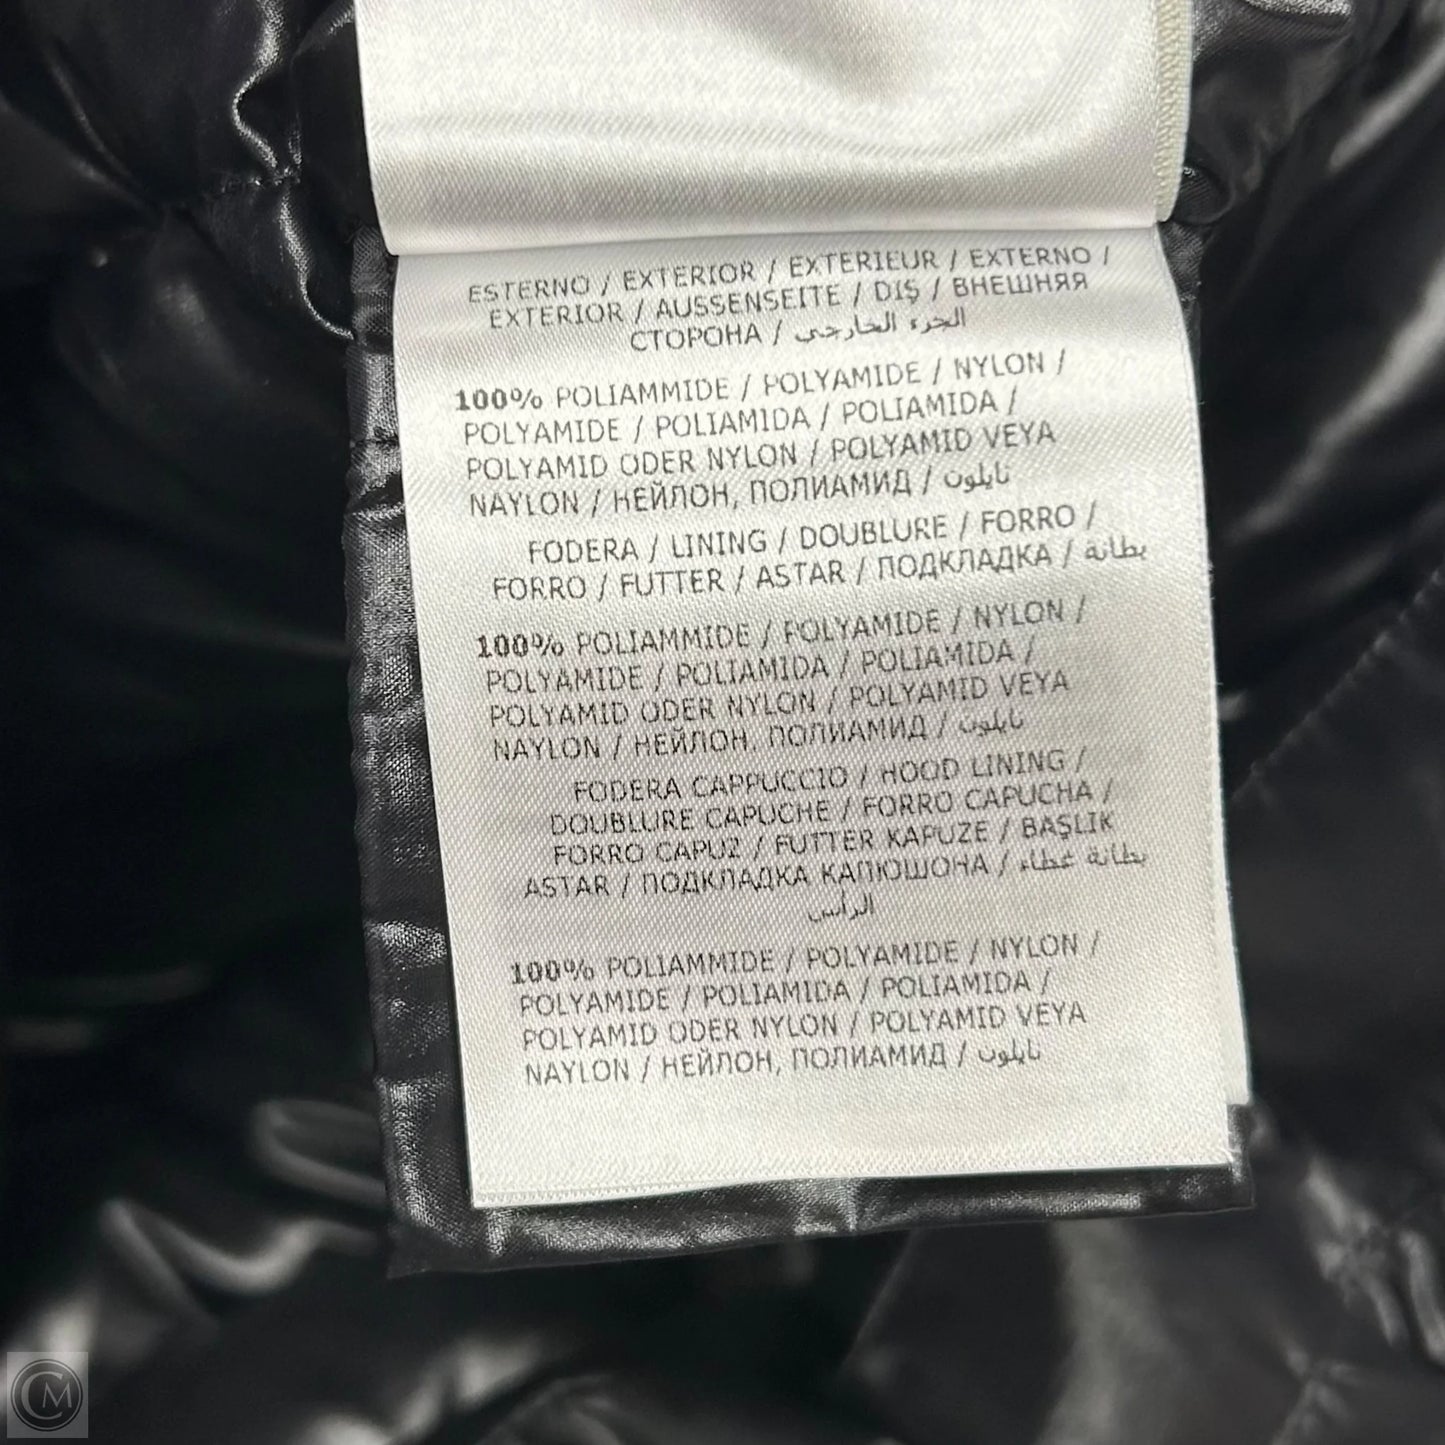 ESTERNO / EXTERIOR / EXTERIEUR / EXTERNO /
EXTERIOR / AUSSENSEITE / DIŞ / ВНЕШНЯЯ
СТОРОНА / الجزء الخارجي
100% POLIAMMIDE / POLYAMIDE / NYLON /
POLYAMIDE / POLIAMIDA / POLIAMIDA /
POLYAMID ODER NYLON / POLYAMID VEYA
NAYLON / НЕЙЛОН, ПОЛИАМИД / نايلون
FODERA / LINING / DOUBLURE / FORRO /
FORRO / FUTTER / ASTAR / ПОДКЛАДКА / بطانة
100% POLIAMMIDE / POLYAMIDE / NYLON /
POLYAMIDE / POLIAMIDA / POLIAMIDA /
POLYAMID ODER NYLON / POLYAMID VEYA
NAYLON / НЕЙЛОН, ПОЛИАМИД / نايلون
FODERA CAPPUCCIO / HOOD LINING /
DOUBLURE CAPUCHE / FORRO CAPUCHA /
FORRO CAPUZ / FUTTER KAPUZE / BAŞLIK
ASTAR / ПОДКЛАДКА КАПЮШОНА / بطانة غطاء
الرأس
100% POLIAMMIDE / POLYAMIDE / NYLON /
POLYAMIDE / POLIAMIDA / POLIAMIDA /
POLYAMID ODER NYLON / POLYAMID VEYA
NAYLON / НЕЙЛОН, ПОЛИАМИД / نايلون
CM